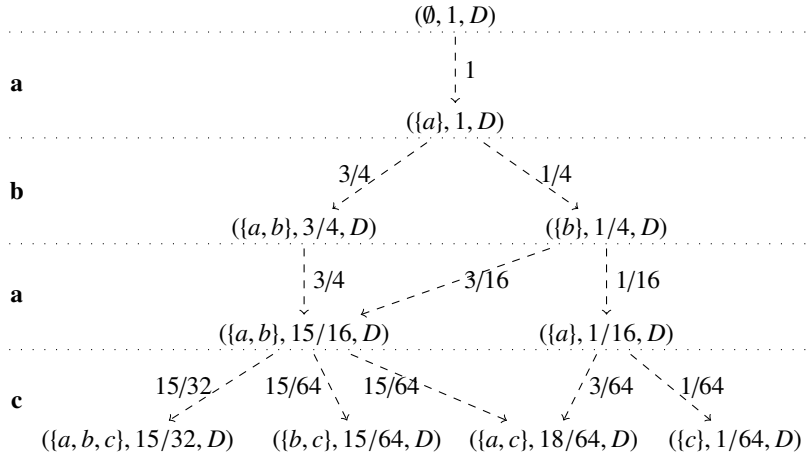 (∅, 1, D)
1
a
({a}, 1, D)
3/4 1/4
b
({a, b}, 3/4, D) ({b}, 1/4, D)
3/4 3/16 1/16
a
({a, b}, 15/16, D) ({a}, 1/16, D)
15/32 15/64 15/64 3/64 1/64
c
({a, b, c}, 15/32, D) ({b, c}, 15/64, D) ({a, c}, 18/64, D) ({c}, 1/64, D)